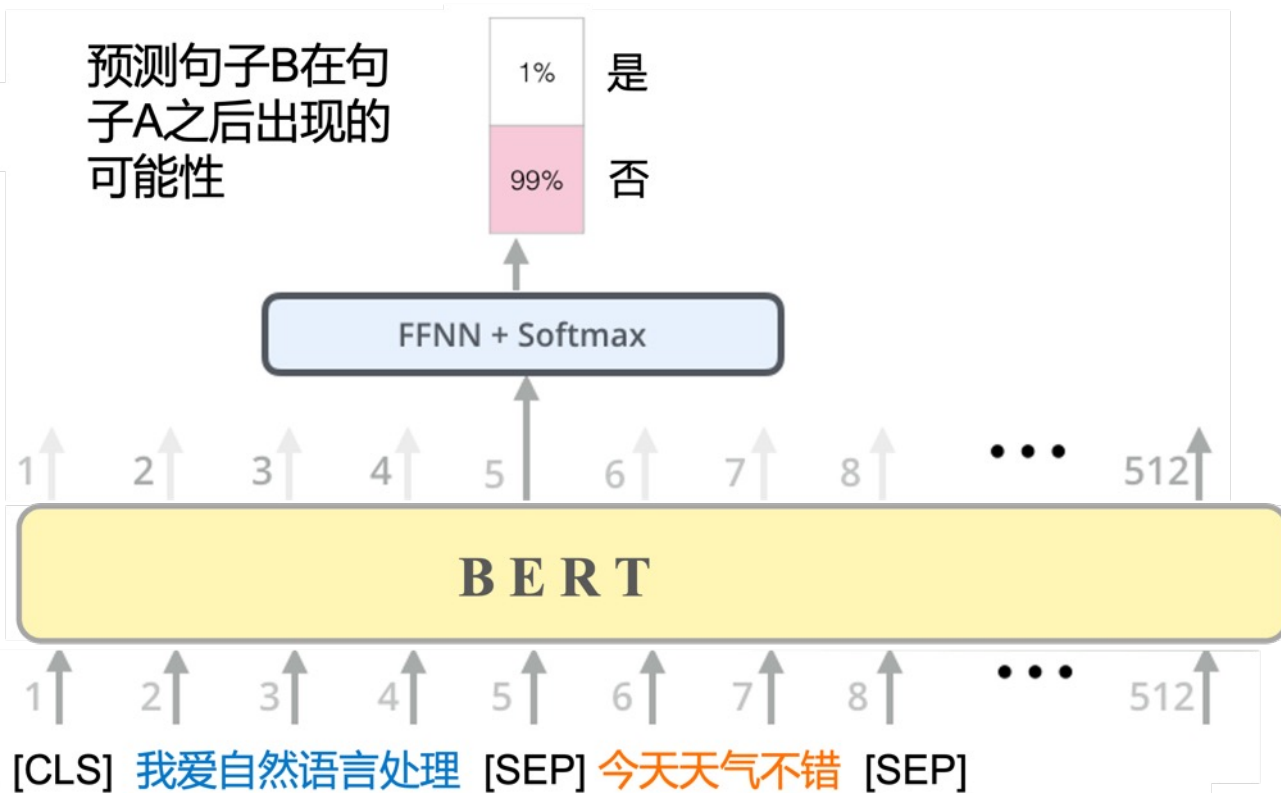 预测句子B在句
子A之后出现的
可能性
1% 是
99% 否
FFNN + Softmax
1 2 3 4 5 6 7 8 ••• 512
B E R T
1 2 3 4 5 6 7 8 ••• 512
[CLS] 我爱自然语言处理 [SEP] 今天天气不错 [SEP]